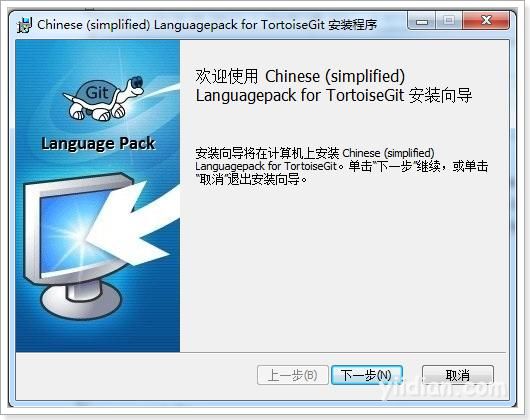 Chinese (simplified) Languagepack for TortoiseGit 安装程序
Git
Language Pack
欢迎使用 Chinese (simplified)
Languagepack for TortoiseGit 安装向导
安装向导将在计算机上安装 Chinese (simplified)
Languagepack for TortoiseGit。单击“下一步”继续，或单击
“取消”退出安装向导。
上一步(B)
下一步(N)
取消
yiidian.com